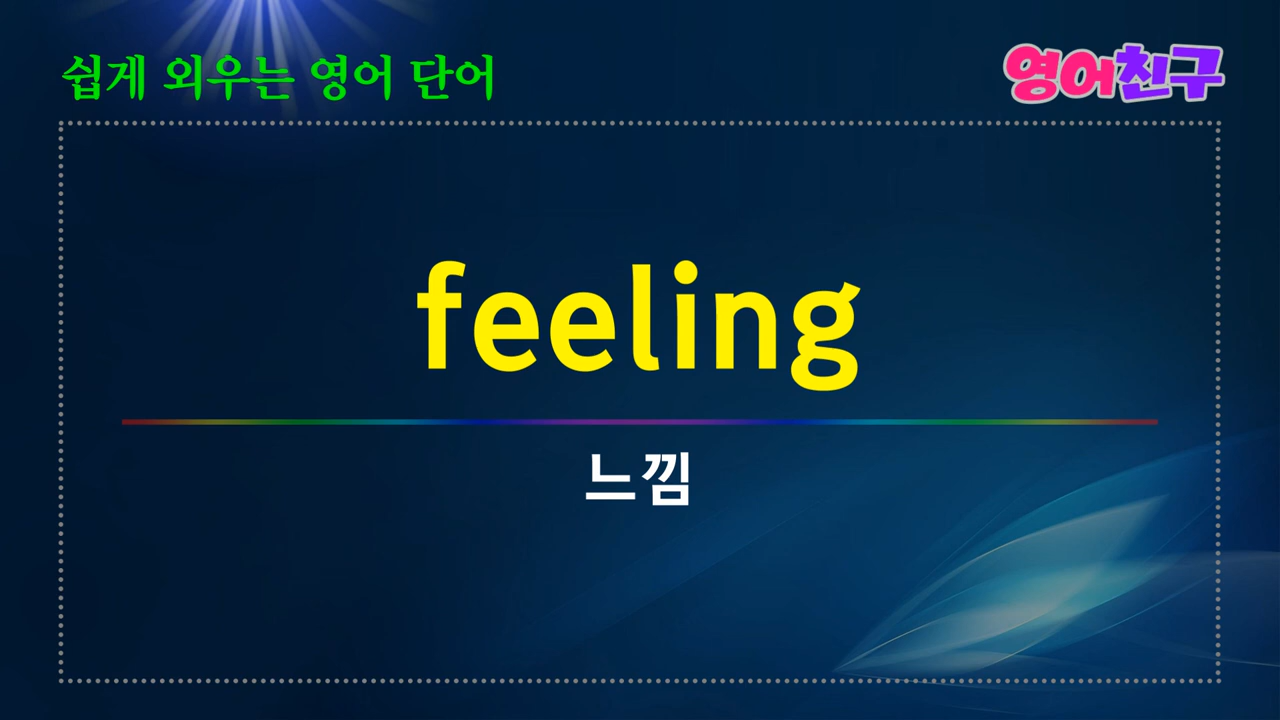 쉽게 외우는 영어 단어
영어친구
feeling
느낌